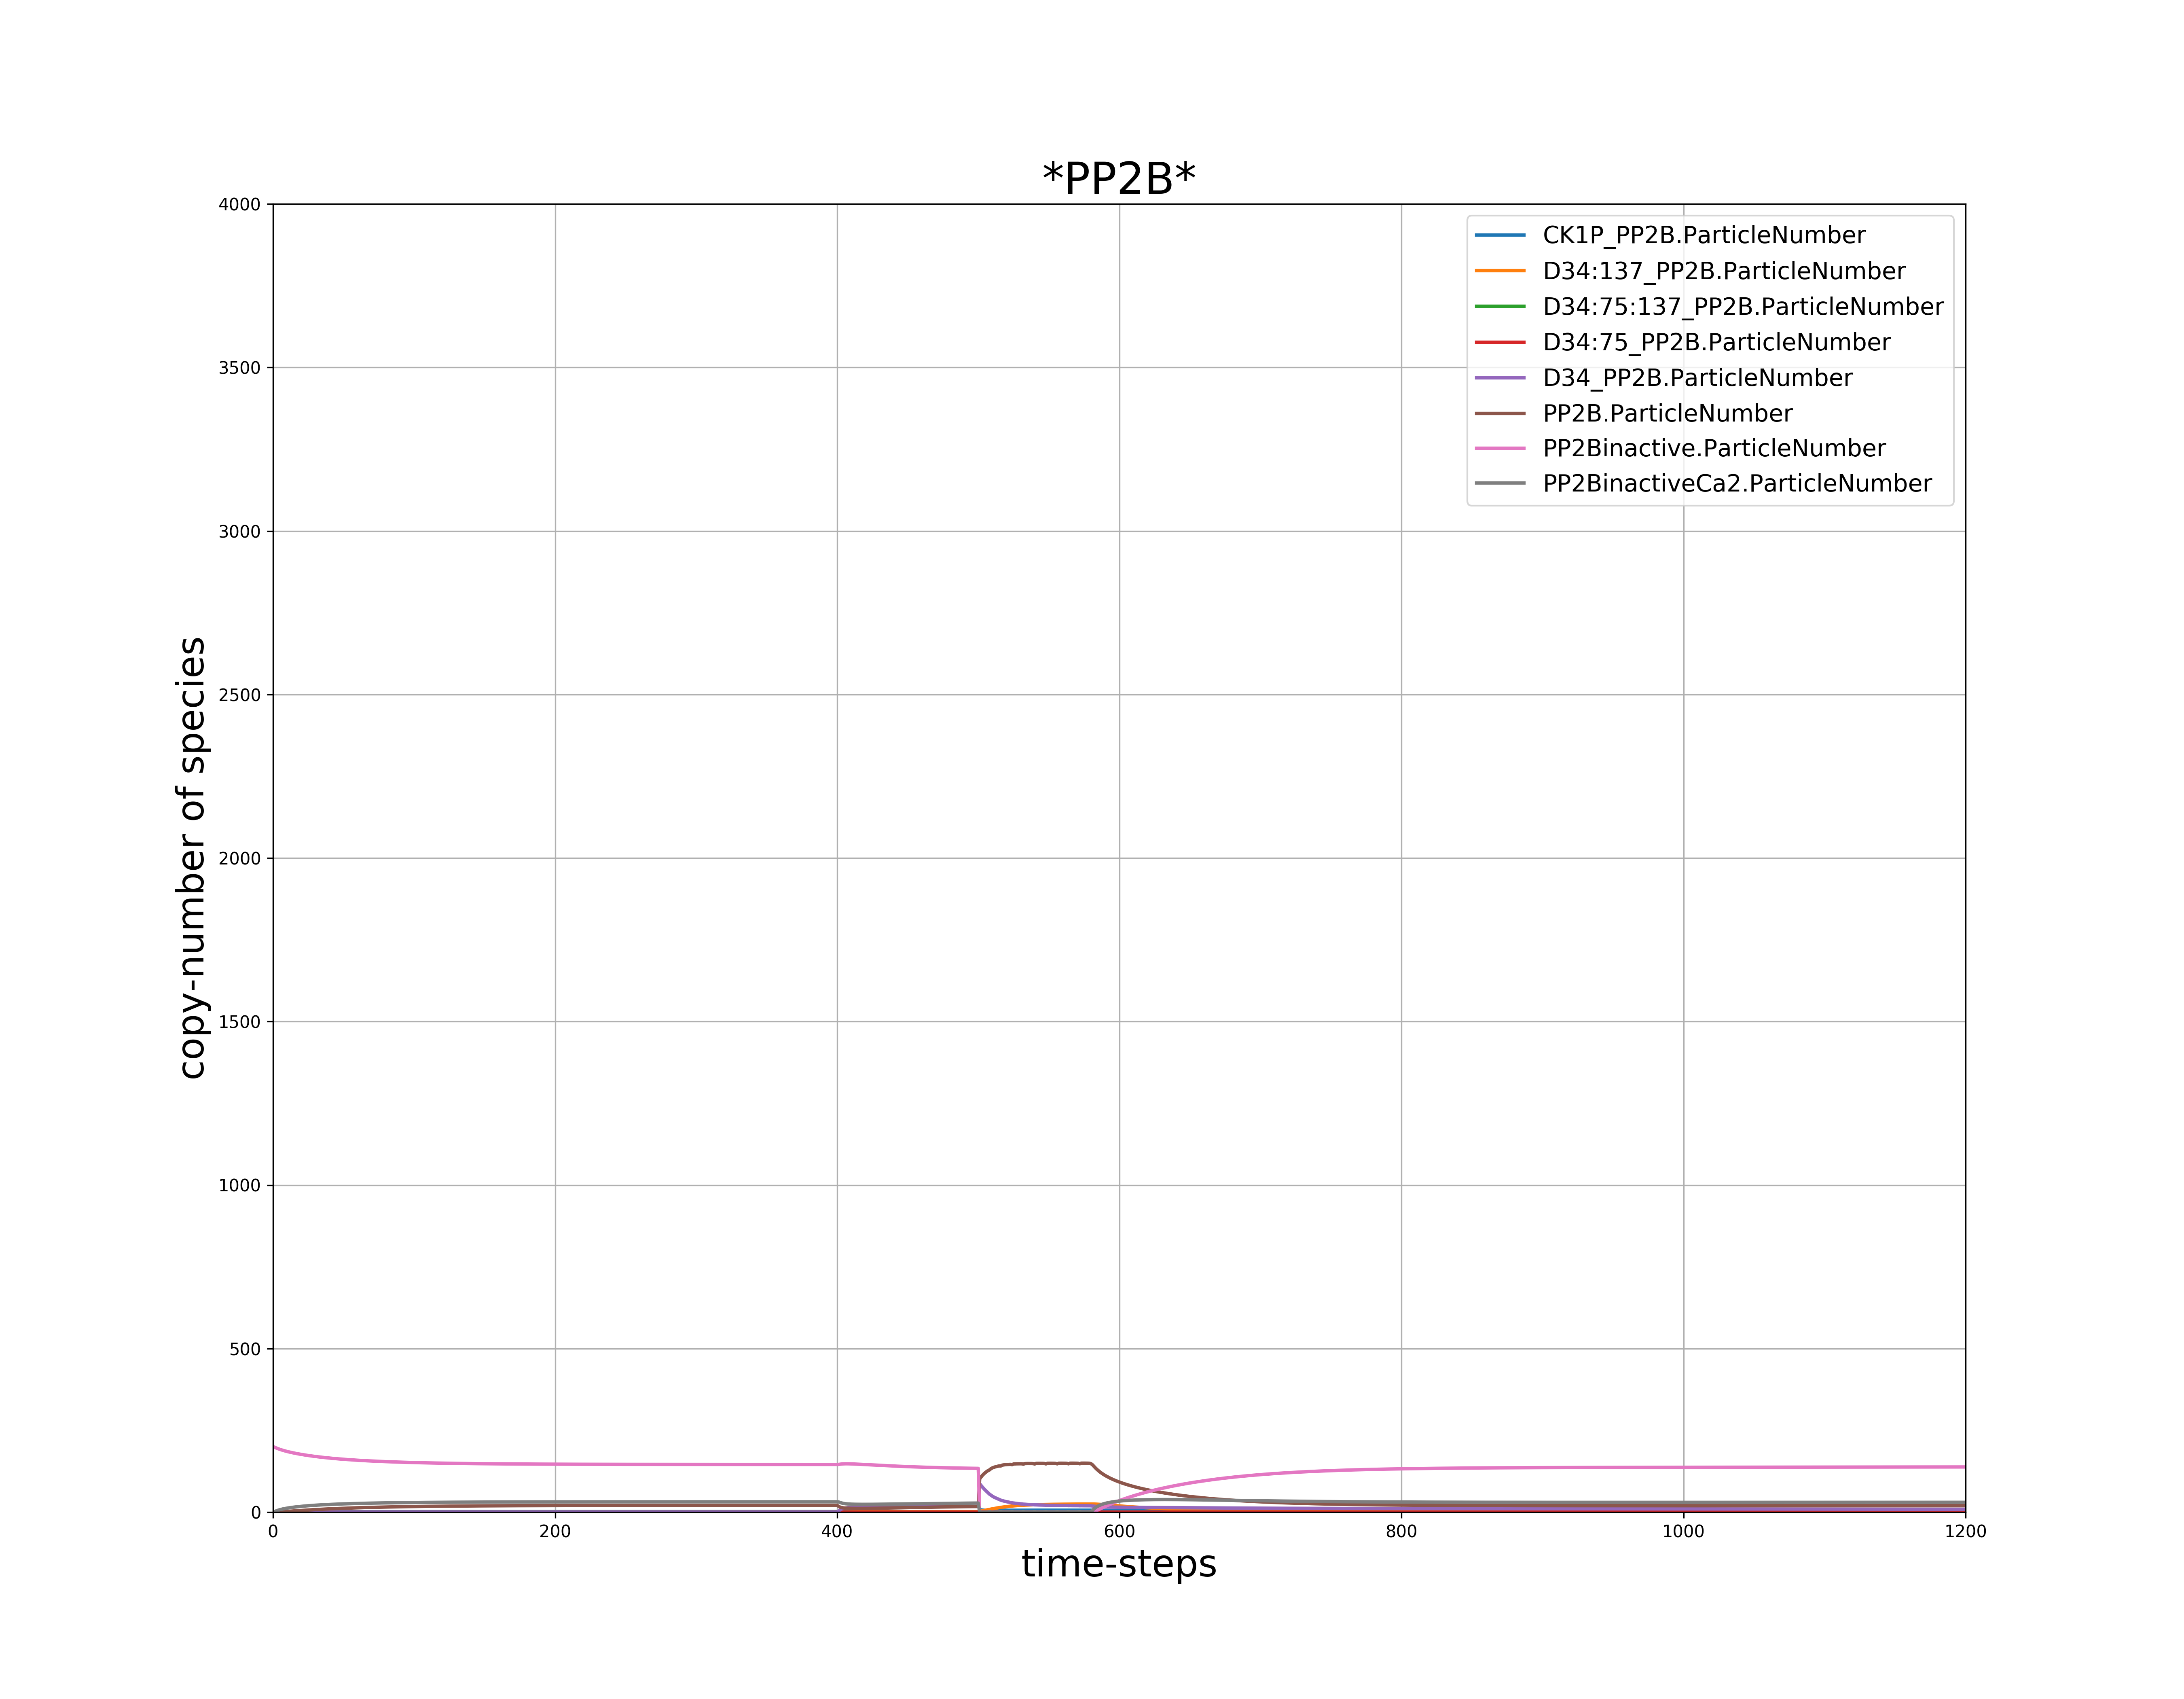 *PP2B*
4000
3500
3000
2500
2000
1500
1000
500
0
copy-number of species
CK1P_PP2B.ParticleNumber
D34:137_PP2B.ParticleNumber
D34:75:137_PP2B.ParticleNumber
D34:75_PP2B.ParticleNumber
D34_PP2B.ParticleNumber
PP2B.ParticleNumber
PP2Binactive.ParticleNumber
PP2BinactiveCa2.ParticleNumber
0 200 400 600 800 1000 1200
time-steps